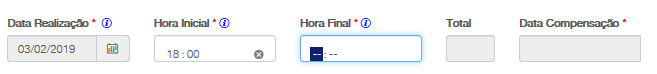 Data Realização * Hora Inicial * Hora Final * Total Data Compensação *
03/02/2019 18 : 00 -- : --